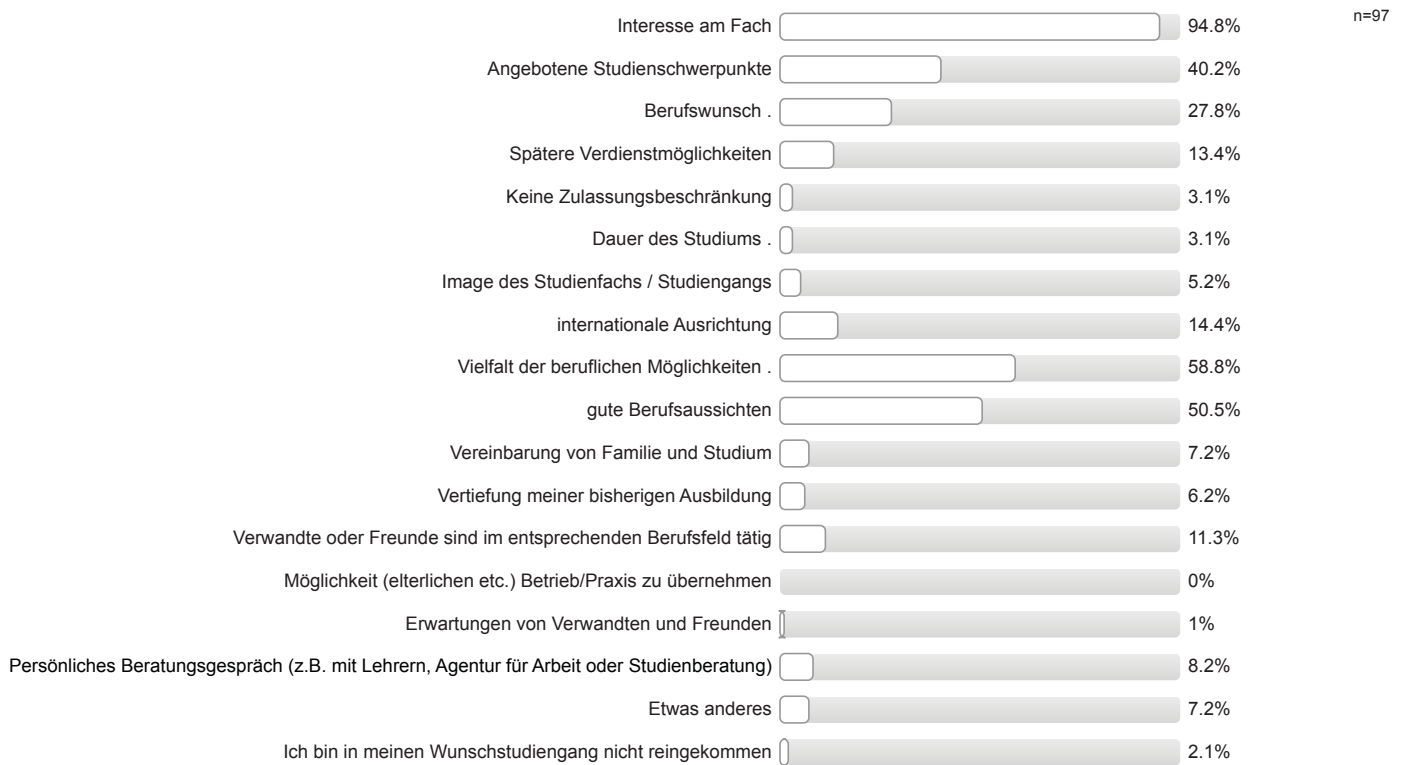 n=97
Interesse am Fach 94.8%
Angebotene Studienschwerpunkte 40.2%
Berufswunsch . 27.8%
Spätere Verdienstmöglichkeiten 13.4%
Keine Zulassungsbeschränkung 3.1%
Dauer des Studiums . 3.1%
Image des Studienfachs / Studiengangs 5.2%
internationale Ausrichtung 14.4%
Vielfalt der beruflichen Möglichkeiten . 58.8%
gute Berufsaussichten 50.5%
Vereinbarung von Familie und Studium 7.2%
Vertiefung meiner bisherigen Ausbildung 6.2%
Verwandte oder Freunde sind im entsprechenden Berufsfeld tätig 11.3%
Möglichkeit (elterlichen etc.) Betrieb/Praxis zu übernehmen 0%
Erwartungen von Verwandten und Freunden 1%
Persönliches Beratungsgespräch (z.B. mit Lehrern, Agentur für Arbeit oder Studienberatung) 8.2%
Etwas anderes 7.2%
Ich bin in meinen Wunschstudiengang nicht reingekommen 2.1%